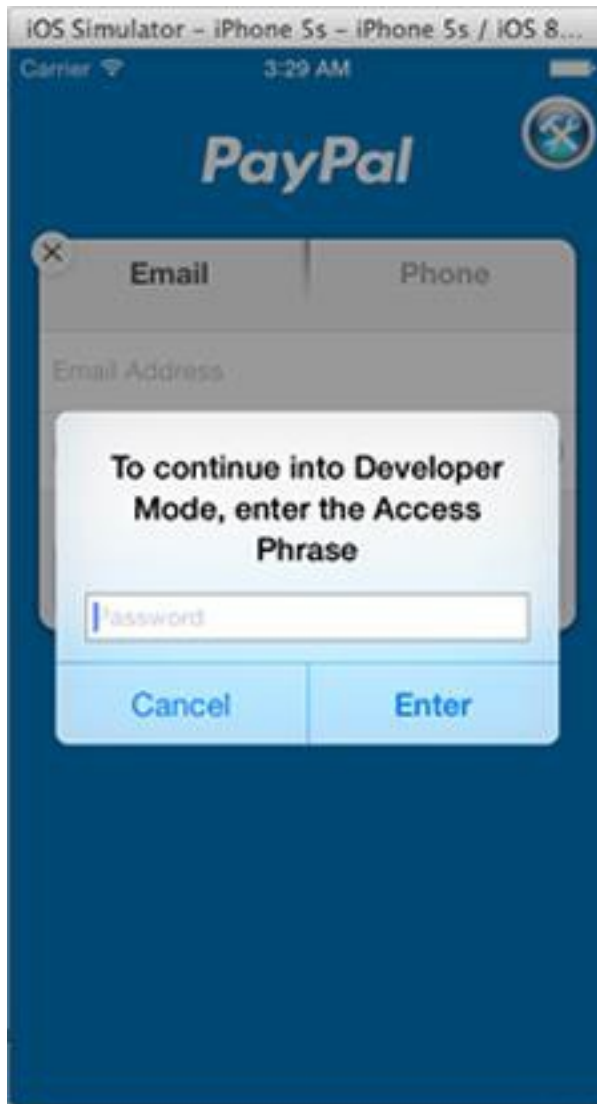 iOS Simulator – iPhone 5s – iPhone 5s / iOS 8...
Carrier 3:29 AM
PayPal
Email Phone
Email Address
To continue into Developer
Mode, enter the Access
Phrase
Password
Cancel Enter